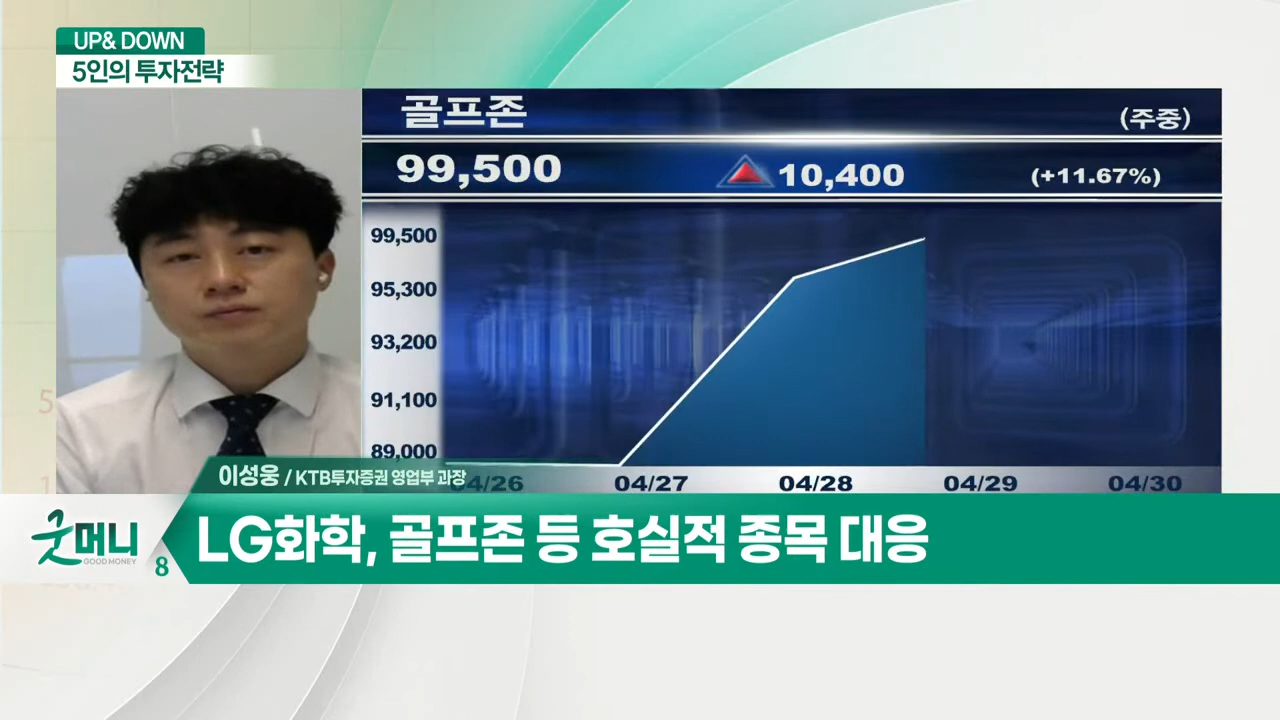 UP& DOWN
5인의 투자전략
골프존
(주중)
99,500
10,400
(+11.67%)
99,500
95,300
93,200
91,100
89,000
04/26
04/27
04/28
04/29
04/30
이성웅 / KTB투자증권 영업부 과장
굿머니
GOOD MONEY
8
LG화학, 골프존 등 호실적 종목 대응